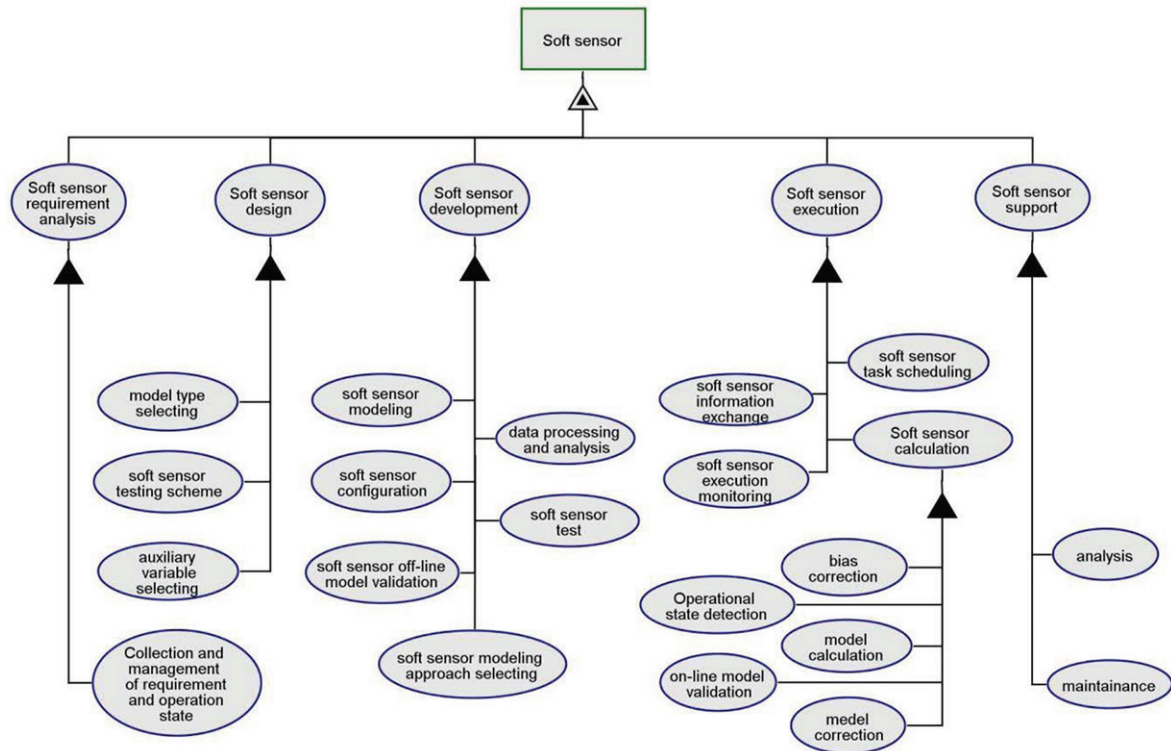 Soft sensor
Soft sensor
requirement
analysis
Soft sensor
design
Soft sensor
development
Soft sensor
execution
Soft sensor
support
model type
selecting
soft sensor
testing scheme
auxiliary
variable
selecting
Collection and
management
of requirement
and operation
state
soft sensor
modeling
data processing
and analysis
soft sensor
configuration
soft sensor
test
soft sensor off-line
model validation
soft sensor modeling
approach selecting
soft sensor
task scheduling
soft sensor
information
exchange
Soft sensor
calculation
soft sensor
execution
monitoring
bias
correction
Operational
state detection
model
calculation
on-line model
validation
medel
correction
analysis
maintainance